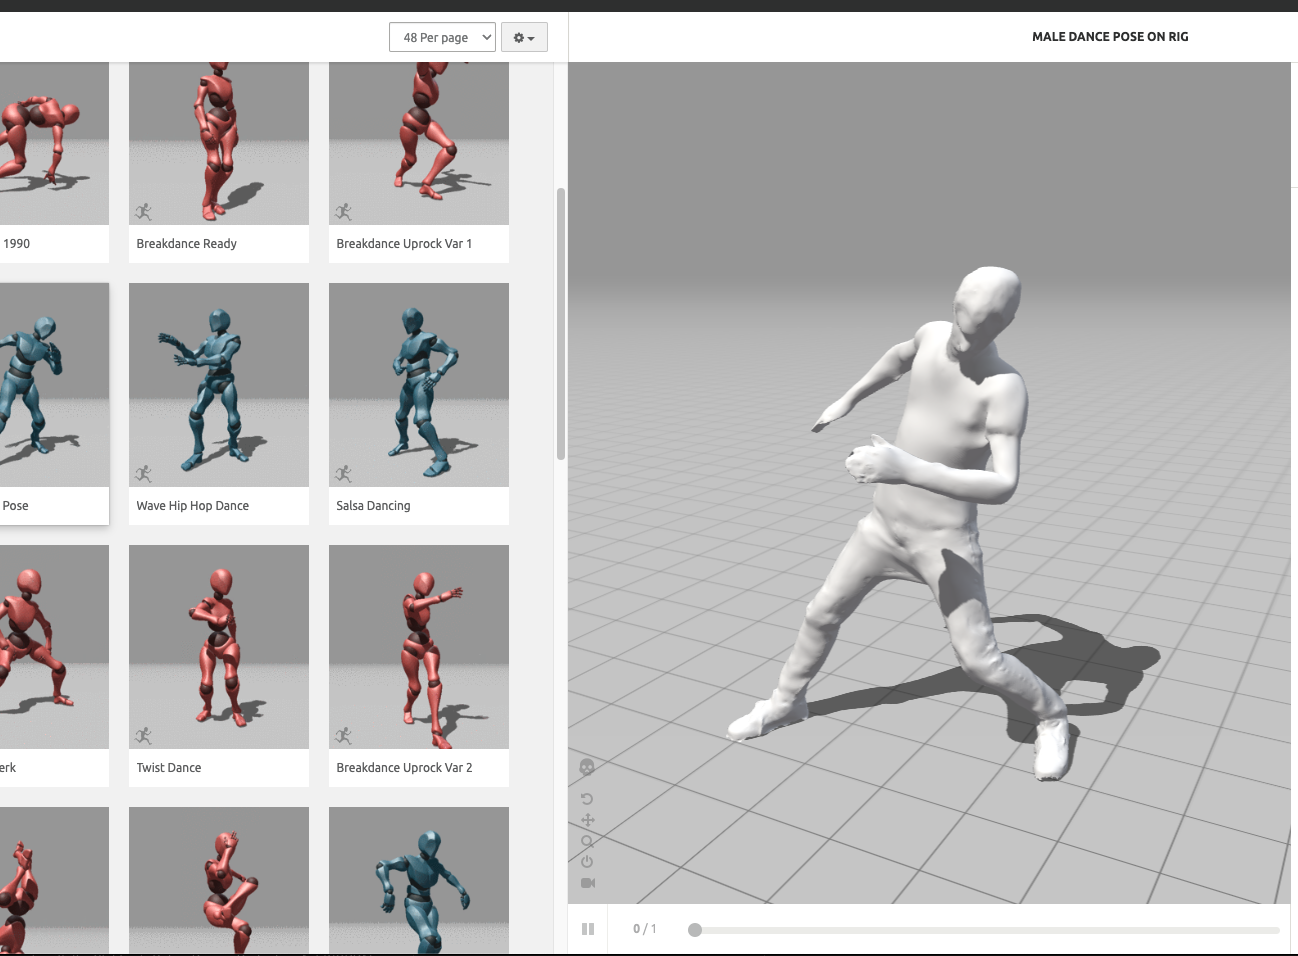 48 Per page
MALE DANCE POSE ON RIG
1990
Breakdance Ready
Breakdance Uprock Var 1
Pose
Wave Hip Hop Dance
Salsa Dancing
erk
Twist Dance
Breakdance Uprock Var 2
0 / 1